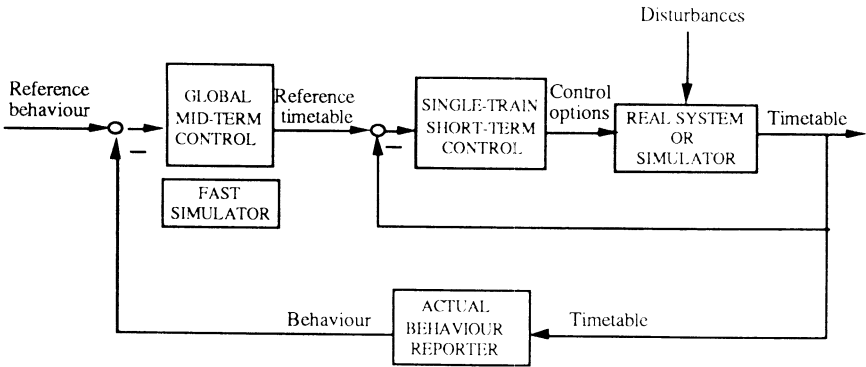 Disturbances
Reference
behaviour
GLOBAL
MID-TERM
CONTROL
Reference
timetable
SINGLE-TRAIN
SHORT-TERM
CONTROL
Control
options
REAL SYSTEM
OR
SIMULATOR
Timetable
FAST
SIMULATOR
Behaviour
ACTUAL
BEHAVIOUR
REPORTER
Timetable